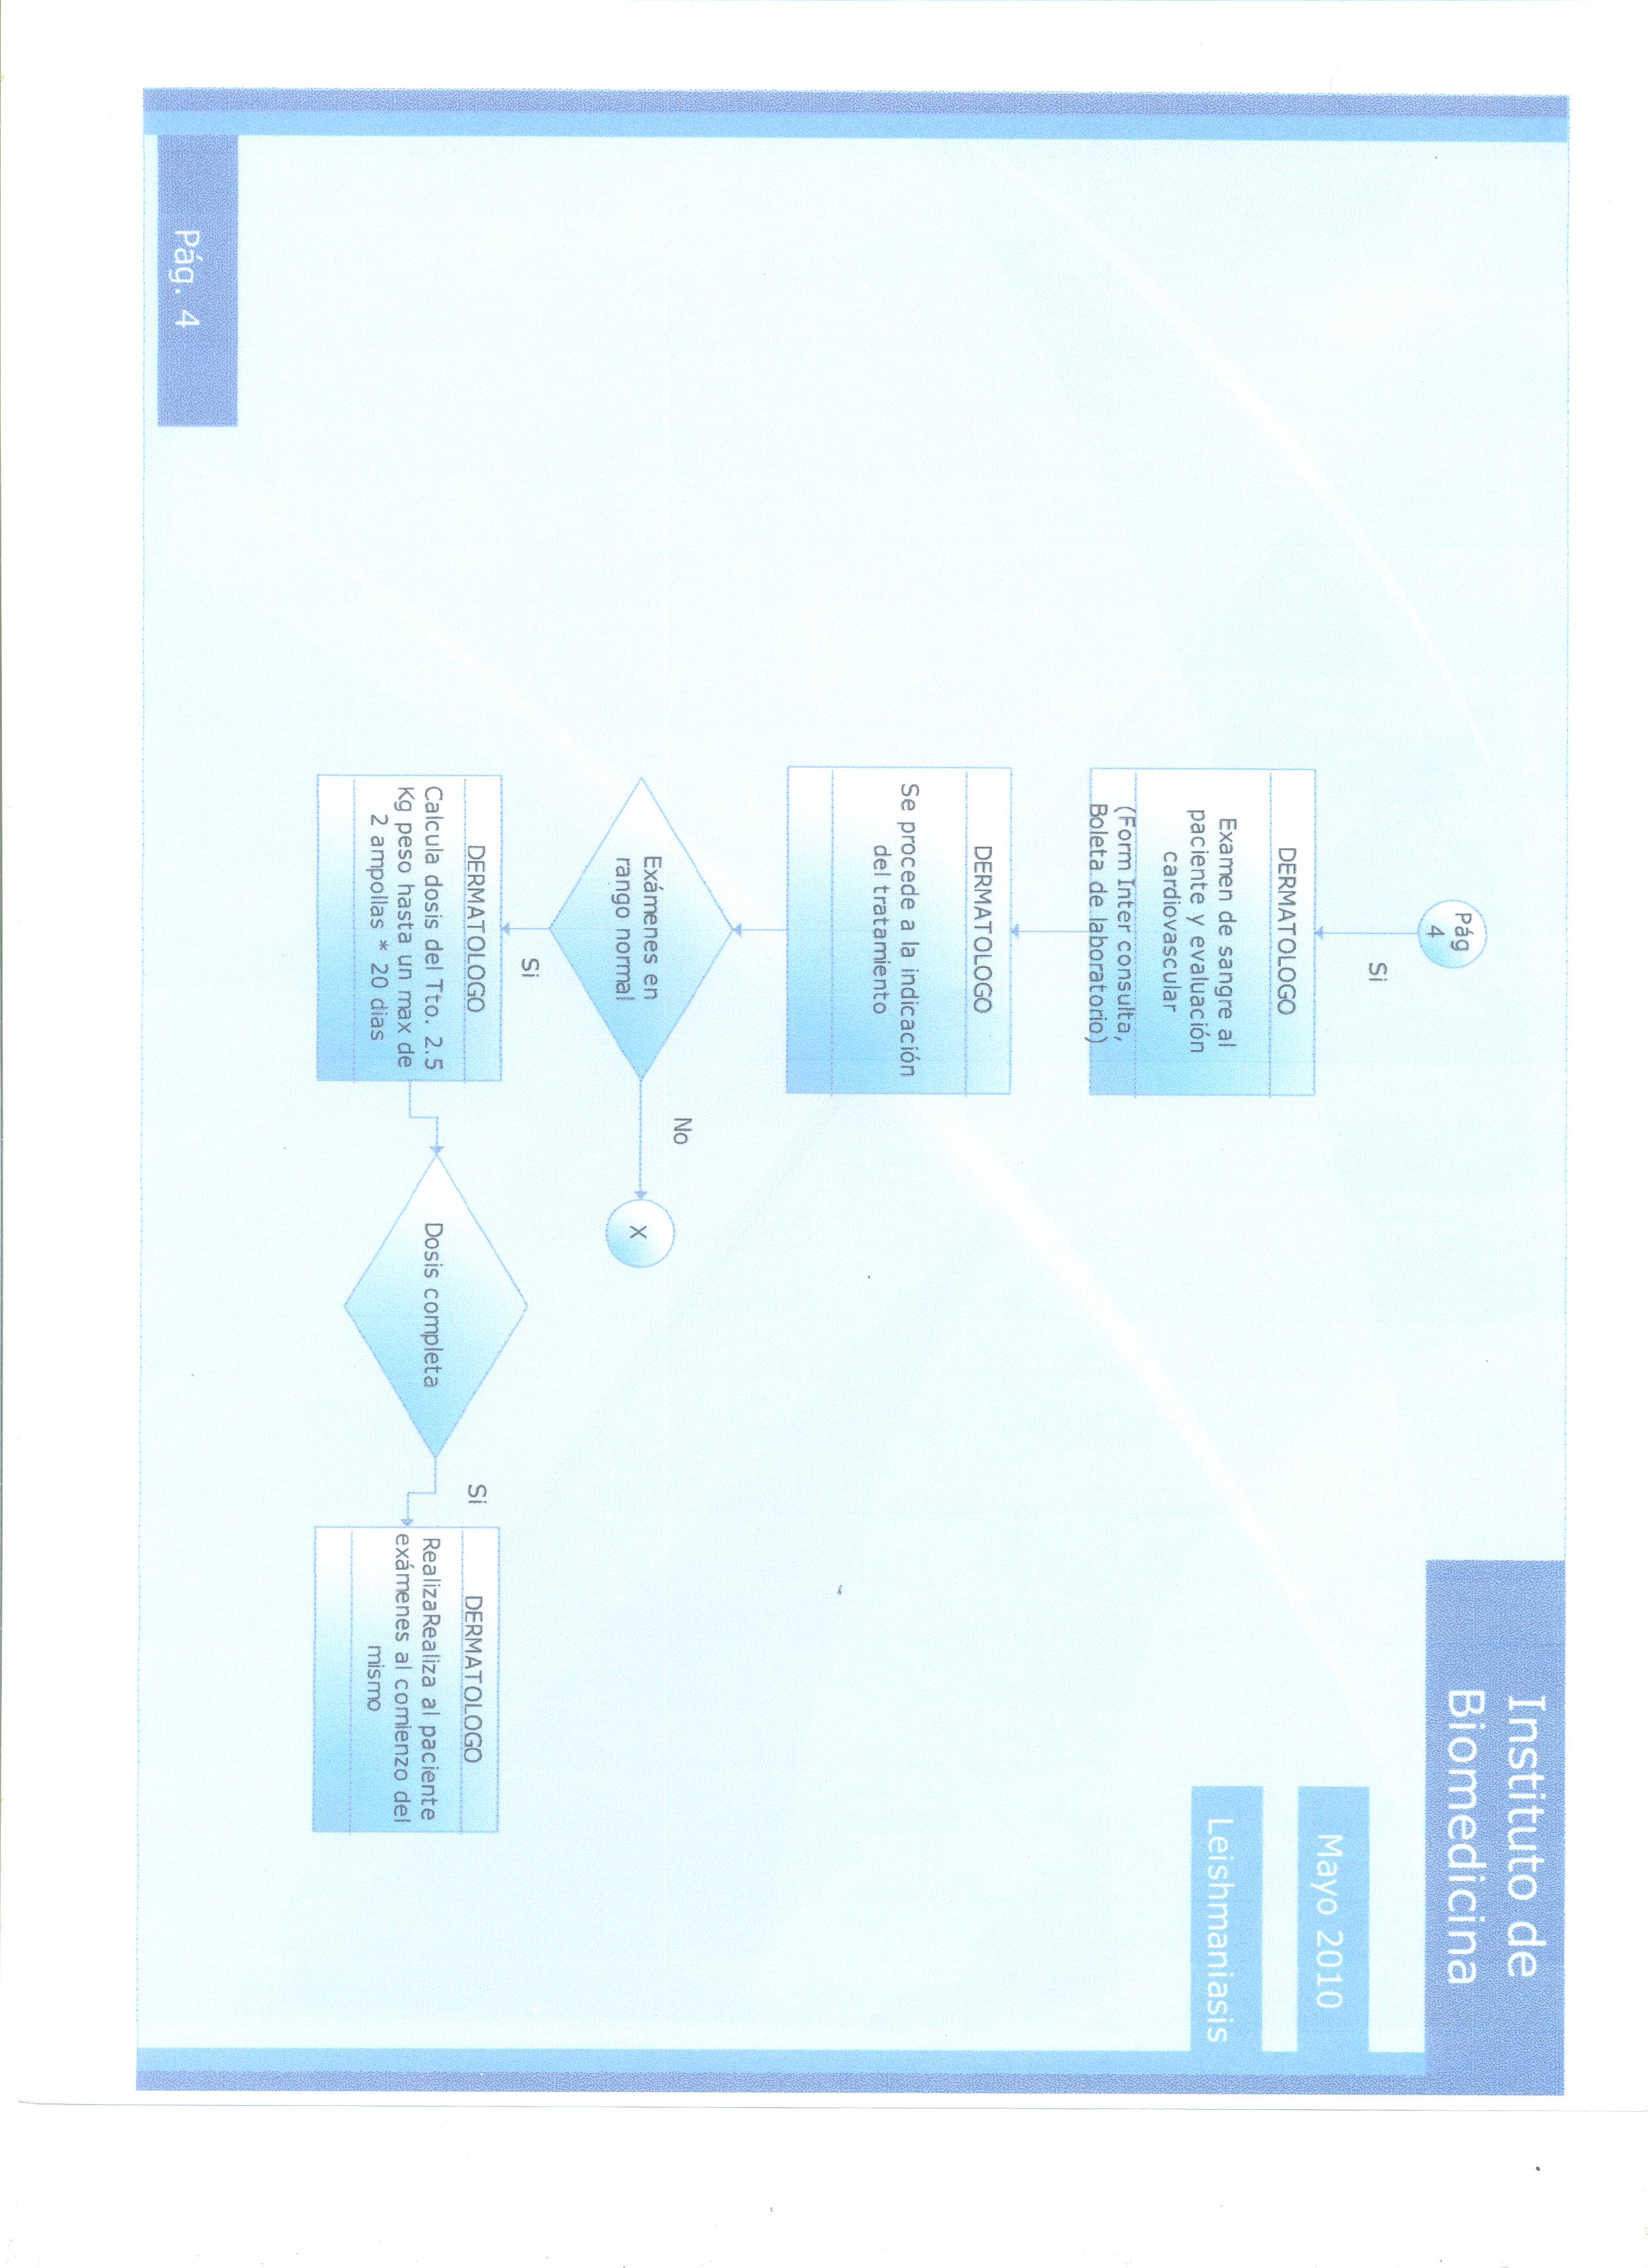 Instituto de
Biomedicina
Mayo 2010
Leishmaniasis
Pág
4
Si
DERMATOLOGO
Examen de sangre al
paciente y evaluación
cardiovascular
(Form Inter consulta,
Boleta de laboratorio)
DERMATOLOGO
Se procede a la indicación
del tratamiento
Exámenes en
rango normal
No
X
Si
DERMATOLOGO
Calcula dosis del Tto. 2.5
Kg peso hasta un max de
2 ampollas * 20 dias
Dosis completa
Si
DERMATOLOGO
RealizaRealiza al paciente
exámenes al comienzo del
mismo
Pág. 4